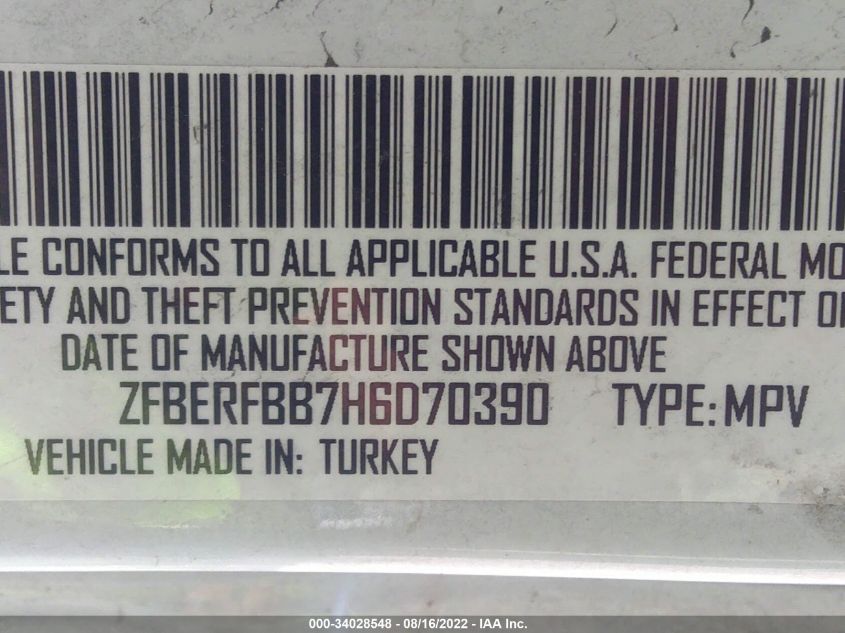 LE CONFORMS TO ALL APPLICABLE U.S.A. FEDERAL MO
ETY AND THEFT PREVENTION STANDARDS IN EFFECT O
DATE OF MANUFACTURE SHOWN ABOVE
ZFBERFBB7H6D70390 TYPE: MPV
VEHICLE MADE IN: TURKEY
000-34028548 - 08/16/2022 - IAA Inc.